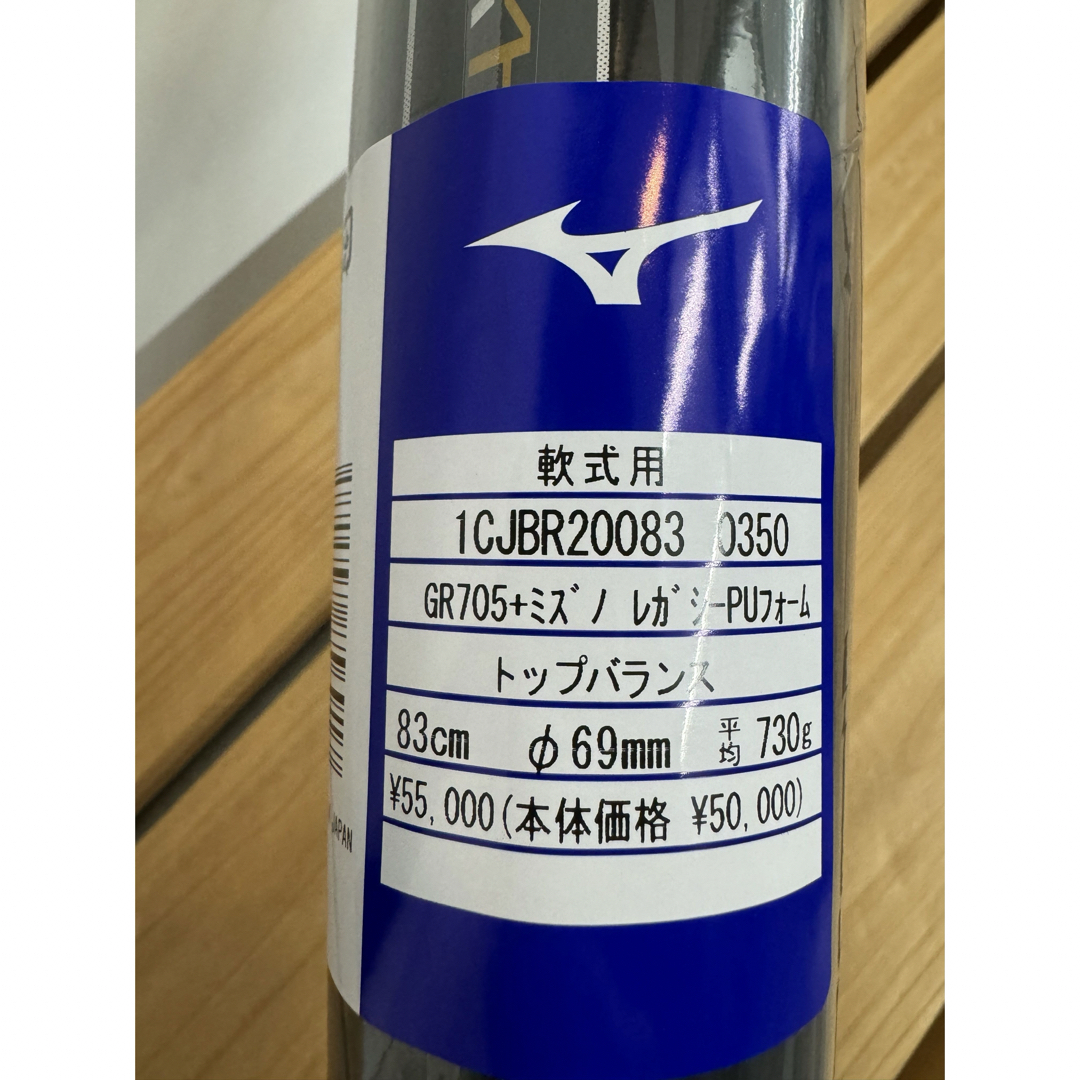 軟式用
1CJBR20083 0350
GR705+ミズノ レガシーPUフォーム
トップバランス
83cm φ69mm 平均 730g
¥55,000(本体価格 ¥50,000)
JAPAN